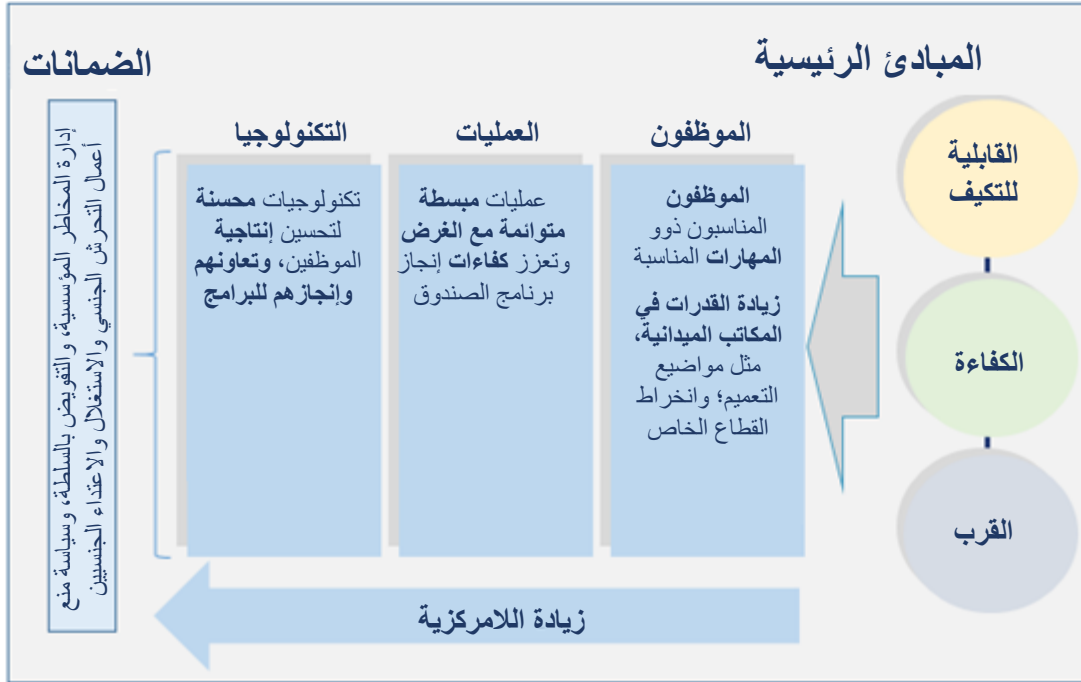 المبادئ الرئيسية
القابلية
للتكيف
الكفاءة
القرب
الموظفون
الموظفون
المناسبون ذوو
المهارات المناسبة
زيادة القدرات في
المكاتب الميدانية،
مثل مواضيع
التعميم؛ وانخراط
القطاع الخاص
العمليات
عمليات مبسطة
متوائمة مع الغرض
وتعزز كفاءات إنجاز
برنامج الصندوق
التكنولوجيا
تكنولوجيات محسنة
لتحسين إنتاجية
الموظفين، وتعاونهم
وإنجازهم للبرامج
زيادة اللامركزية
الضمانات
إدارة المخاطر المؤسسية، والتفويض بالسلطة، وسياسة منع
أعمال التحرش الجنسي والاستغلال والاعتداء الجنسيين